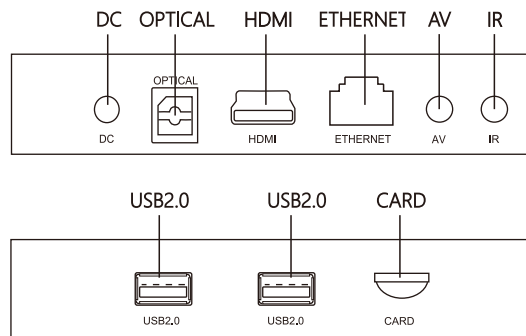 DC OPTICAL HDMI ETHERNET AV IR
OPTICAL
DC HDMI ETHERNET AV IR
USB2.0 USB2.0 CARD
USB2.0 USB2.0 CARD